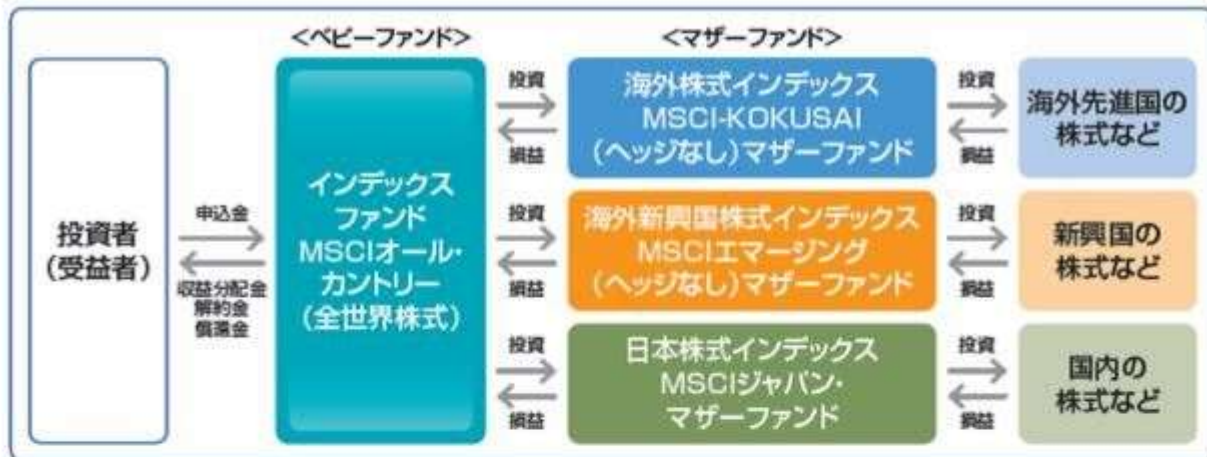 <ベビーファンド>
<マザーファンド>
投資者
(受益者)
申込金
収益分配金
解約金
償還金
インデックス
ファンド
MSCIオール・
カントリー
(全世界株式)
投資
損益
海外株式インデックス
MSCI-KOKUSAI
(ヘッジなし)マザーファンド
投資
損益
海外先進国の
株式など
投資
損益
海外新興国株式インデックス
MSCIエマージング
(ヘッジなし)マザーファンド
投資
損益
新興国の
株式など
投資
損益
日本株式インデックス
MSCIジャパン・
マザーファンド
投資
損益
国内の
株式など